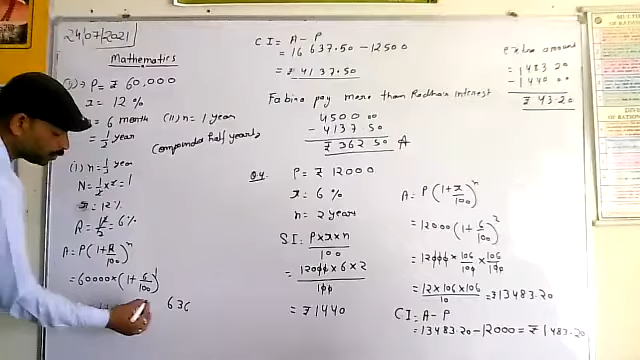 24/07/2021
Mathematics
P = ₹ 60,000
r = 12 %
= 6 month (ii) n = 1 year
= 1/2 year
(compounded half yearly)
(i) n = 1/2 year
N = 1/2 × 2 = 1
r = 12%
R = 12/2 = 6%
A = P(1 + R/100)^n
= 60000 × (1 + 6/100)^1
636
CI = A - P
= 16637.50 - 12500
= ₹ 4137.50
Fabina pay more than Radhain Interest
4500 00
- 4137 50
₹ 362 50 A
Q.4. P = ₹ 12000
r = 6 %
n = 2 years
SI = P × r × n / 100
= 12000 × 6 × 2 / 100
= ₹ 1440
A = P(1 + r/100)^n
= 12000 (1 + 6/100)^2
= 12000 × 106/100 × 106/100
= 12 × 106 × 106 / 10 = ₹ 13483.20
CI = A - P
= 13483.20 - 12000 = ₹ 1483.20
extra amount
= 1483 20
- 1440 00
₹ 43.20